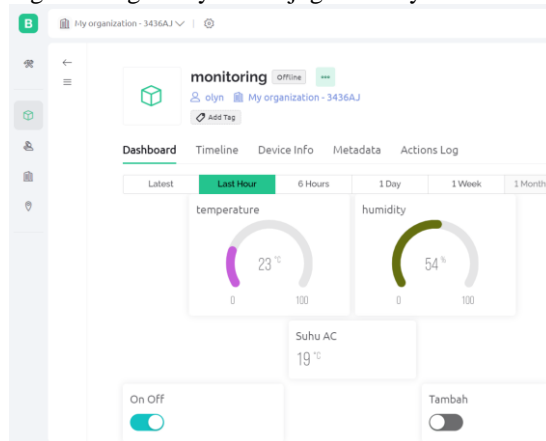 B My organization - 3436AJ
monitoring Offline ...
olyn My organization - 3436AJ
Add Tag
Dashboard Timeline Device Info Metadata Actions Log
Latest Last Hour 6 Hours 1 Day 1 Week 1 Month
temperature humidity
23 °C 54 %
0 100 0 100
Suhu AC
19 °C
On Off Tambah